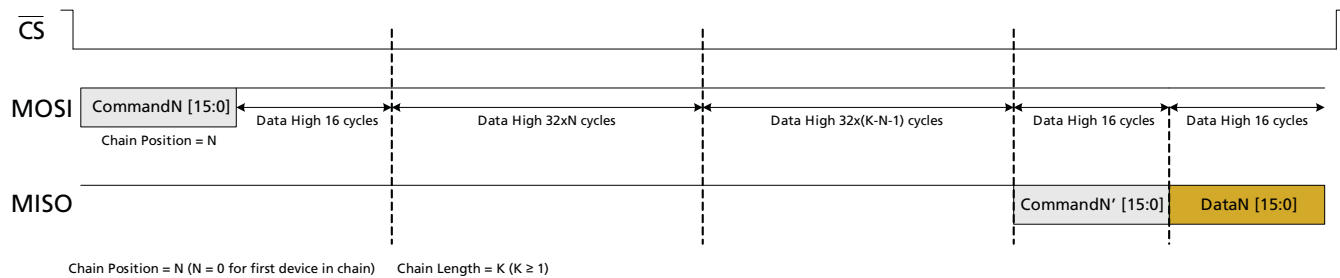 CS
MOSI
CommandN [15:0]
Data High 16 cycles
Data High 32xN cycles
Data High 32x(K-N-1) cycles
Data High 16 cycles
Data High 16 cycles
Chain Position = N
MISO
CommandN’ [15:0]
DataN [15:0]
Chain Position = N (N = 0 for first device in chain) Chain Length = K (K ≥ 1)